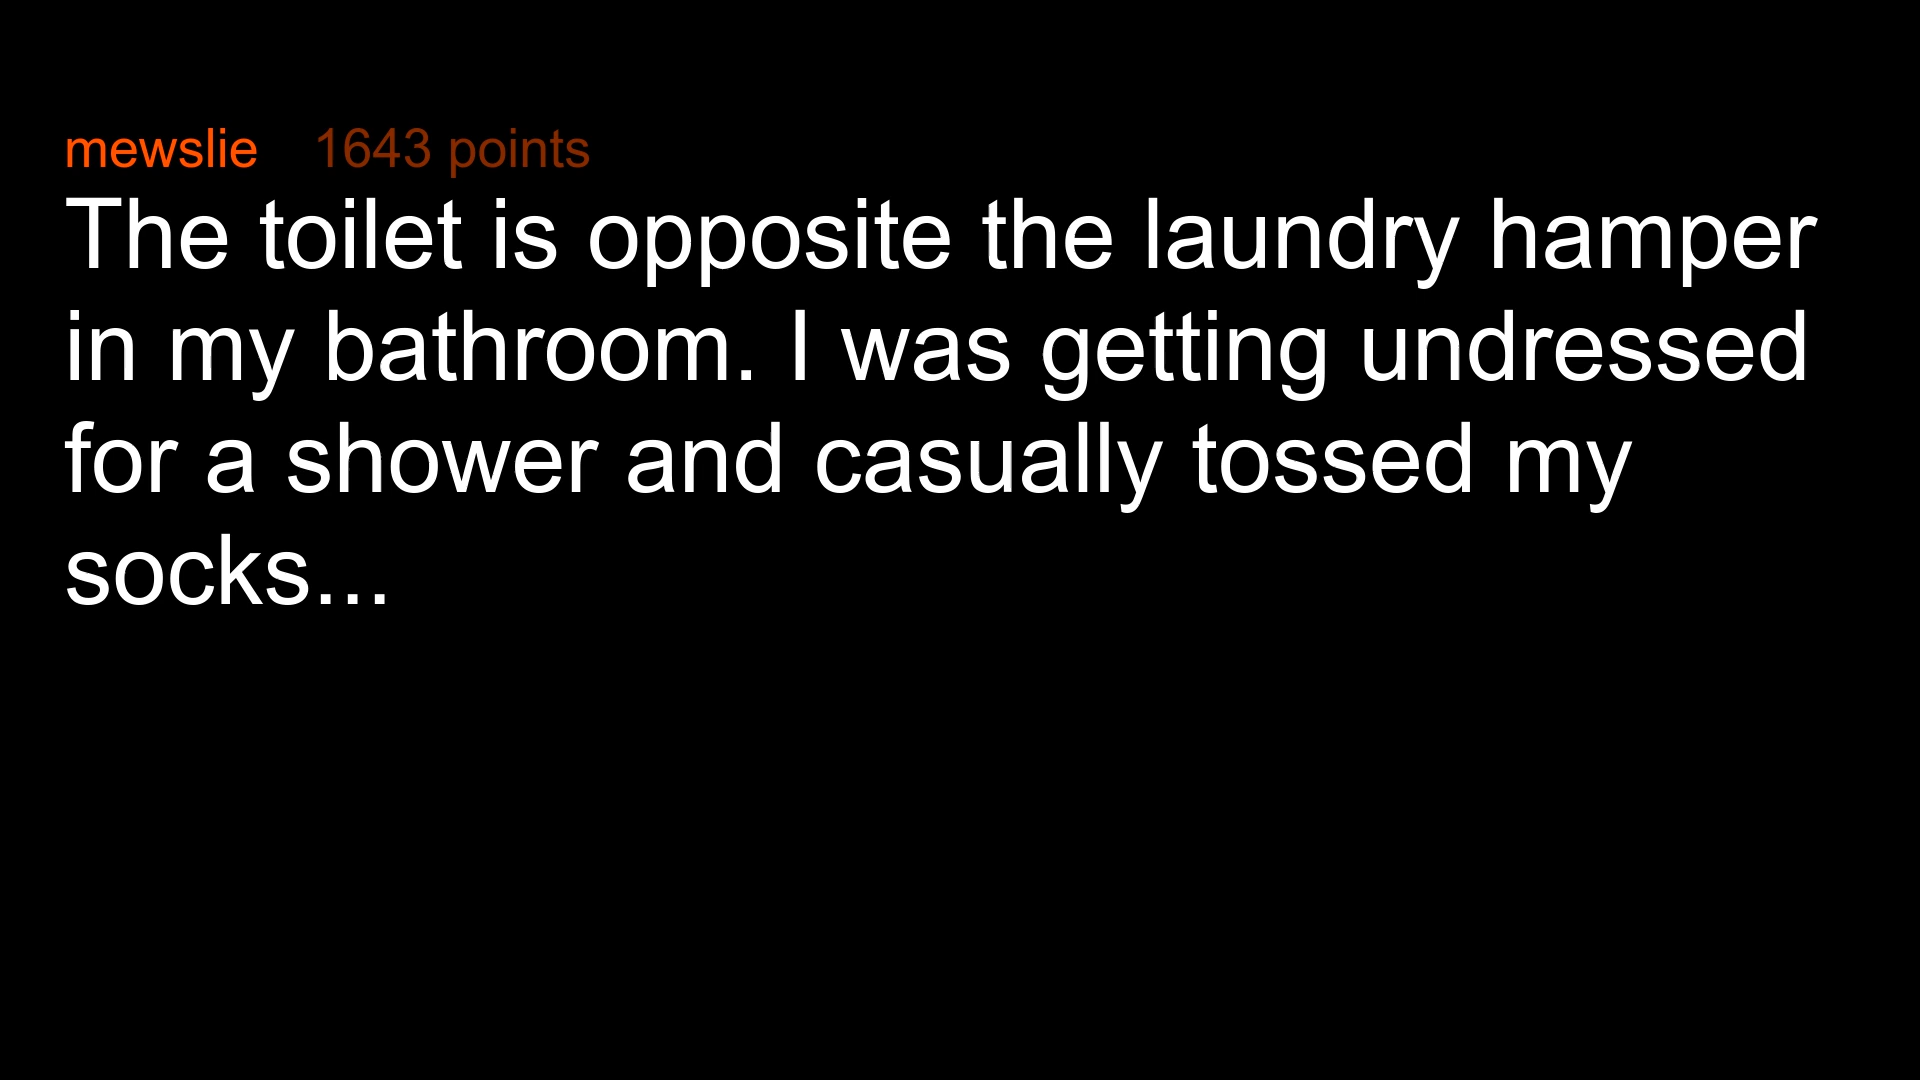 mewslie 1643 points
The toilet is opposite the laundry hamper
in my bathroom. I was getting undressed
for a shower and casually tossed my
socks...